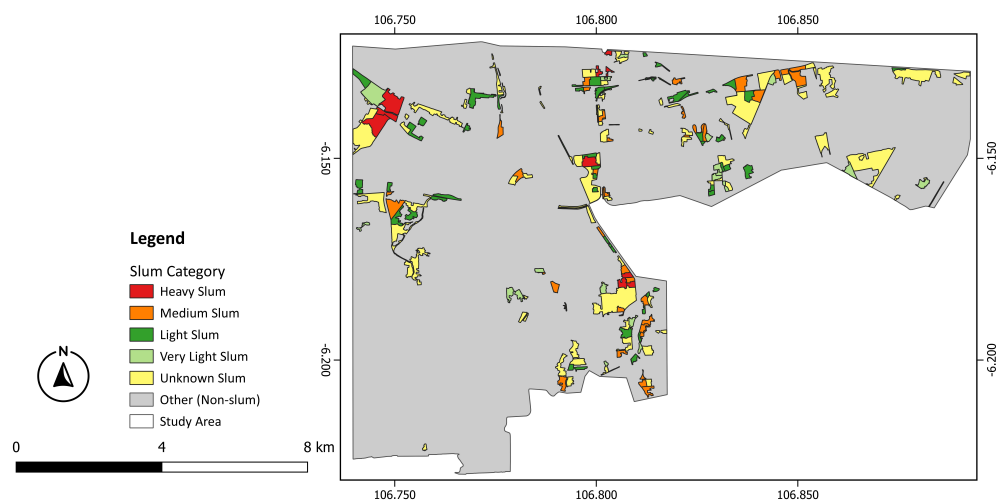 106.750 106.800 106.850
-6.150 -6.150
Legend
Slum Category
Heavy Slum
Medium Slum
Light Slum
Very Light Slum
Unknown Slum
Other (Non-slum)
Study Area
N
-6.200 -6.200
0 4 8 km
106.750 106.800 106.850